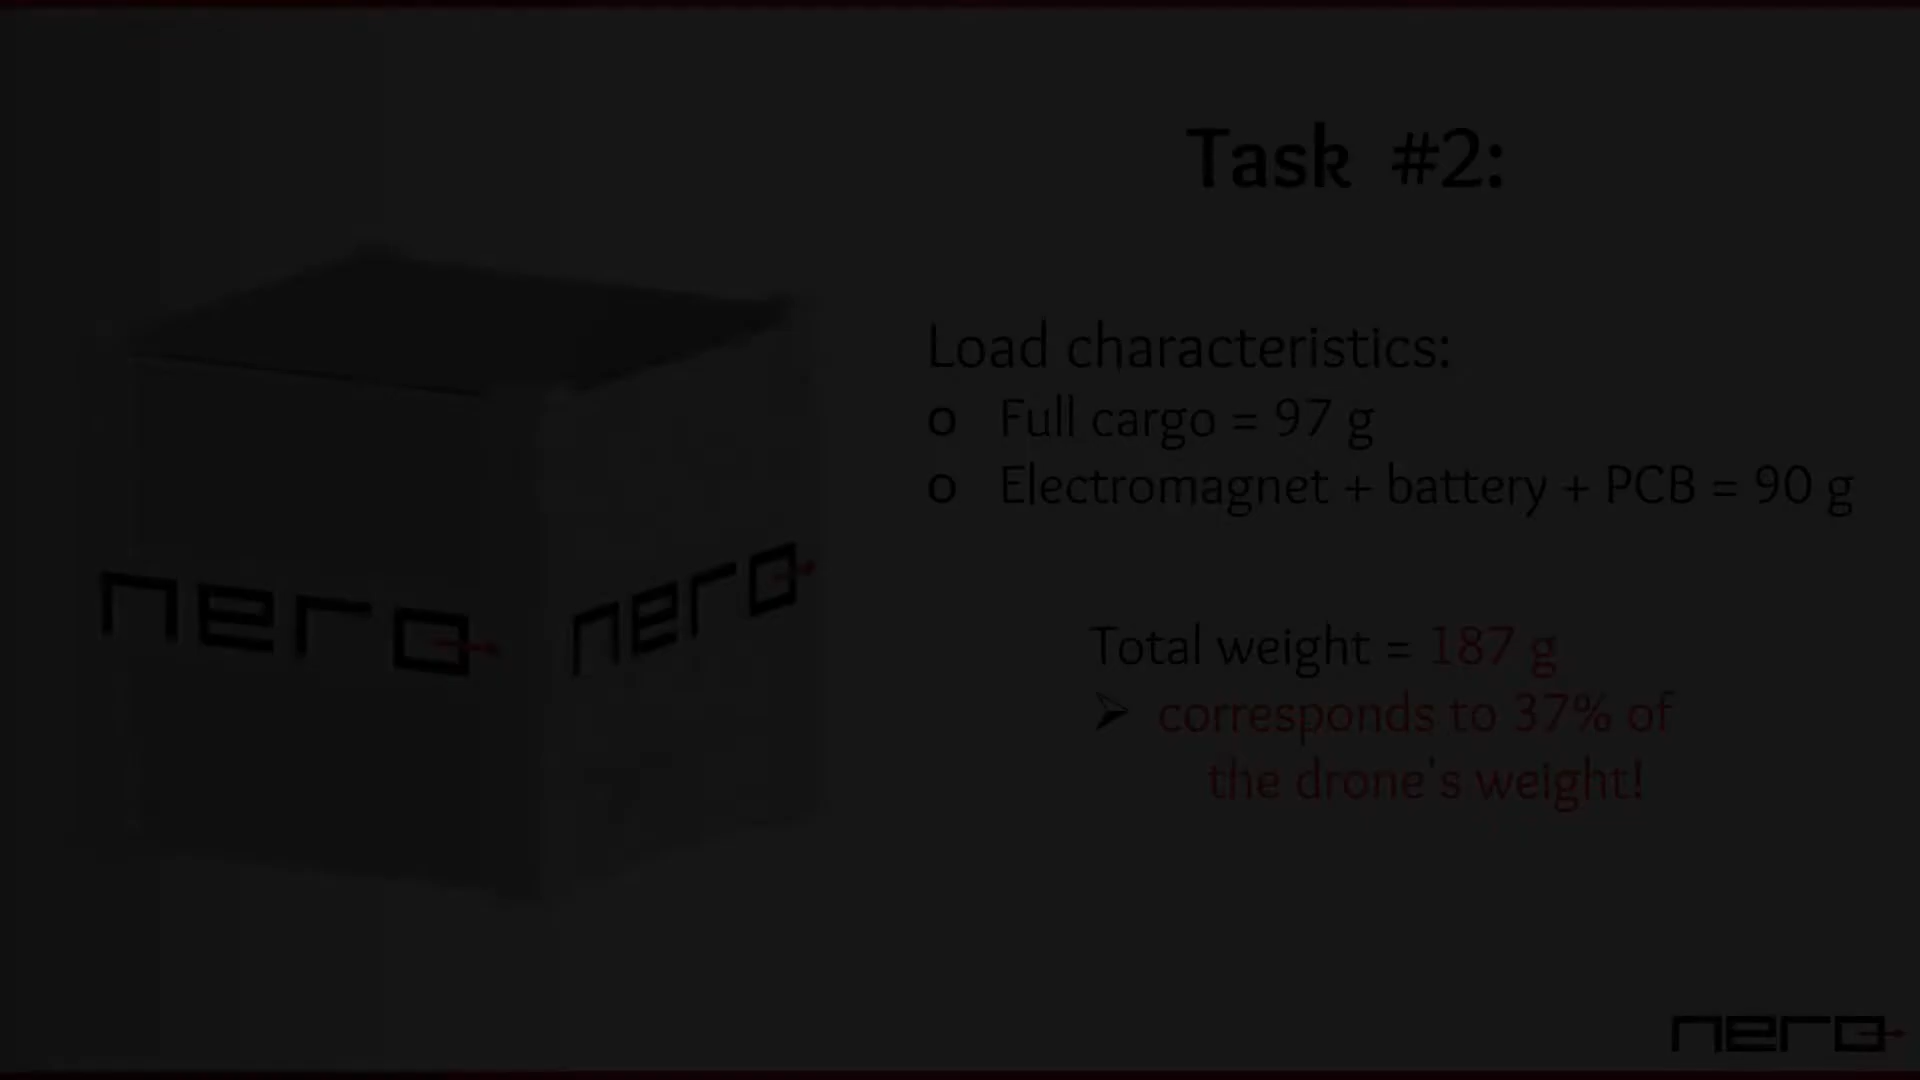 Task #2:
Load characteristics:
o Full cargo = 97 g
o Electromagnet + battery + PCB = 90 g
nero
nero
Total weight = 187 g
➢ corresponds to 37% of
the drone's weight!
nero